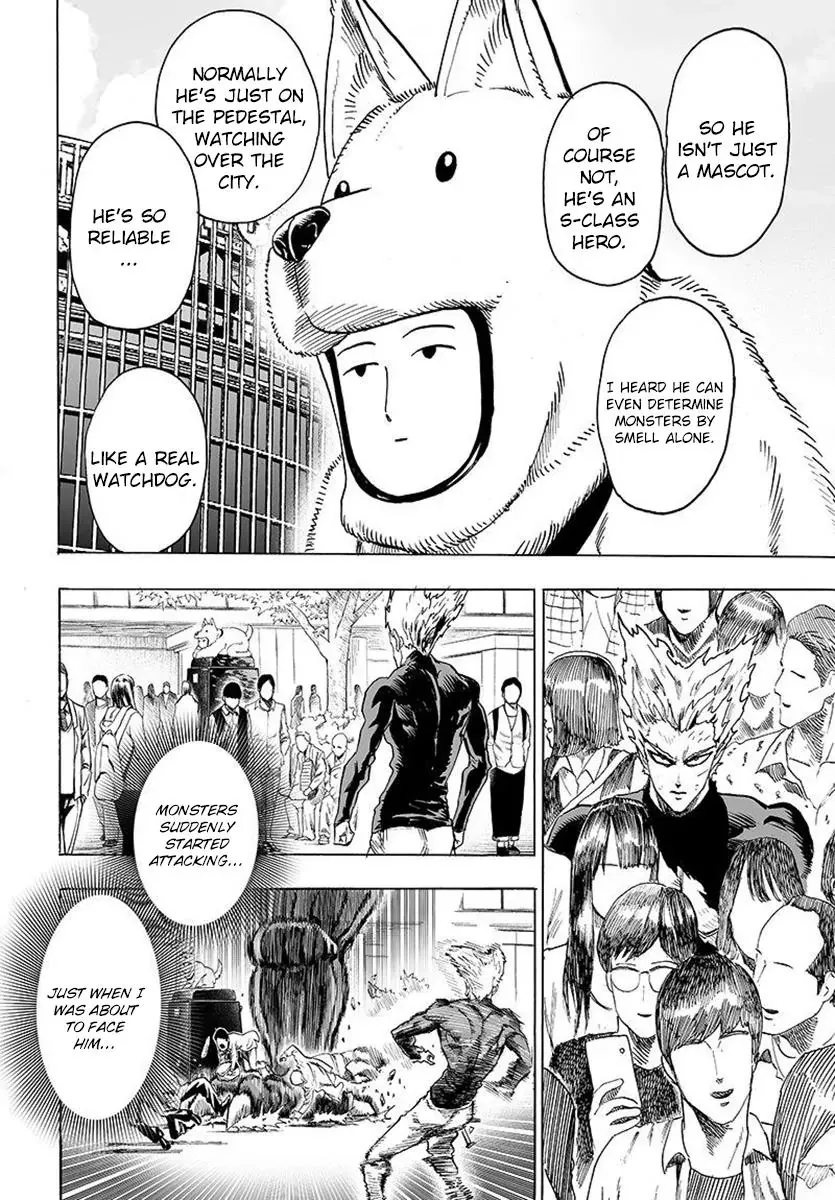 SO HE
ISN'T JUST
A MASCOT.
OF
COURSE
NOT,
HE'S AN
S-CLASS
HERO.
I HEARD HE CAN
EVEN DETERMINE
MONSTERS BY
SMELL ALONE.
NORMALLY
HE'S JUST ON
THE PEDESTAL,
WATCHING
OVER THE
CITY.
HE'S SO
RELIABLE
...
LIKE A REAL
WATCHDOG.
MONSTERS
SUDDENLY
STARTED
ATTACKING...
JUST WHEN I
WAS ABOUT
TO FACE
HIM...